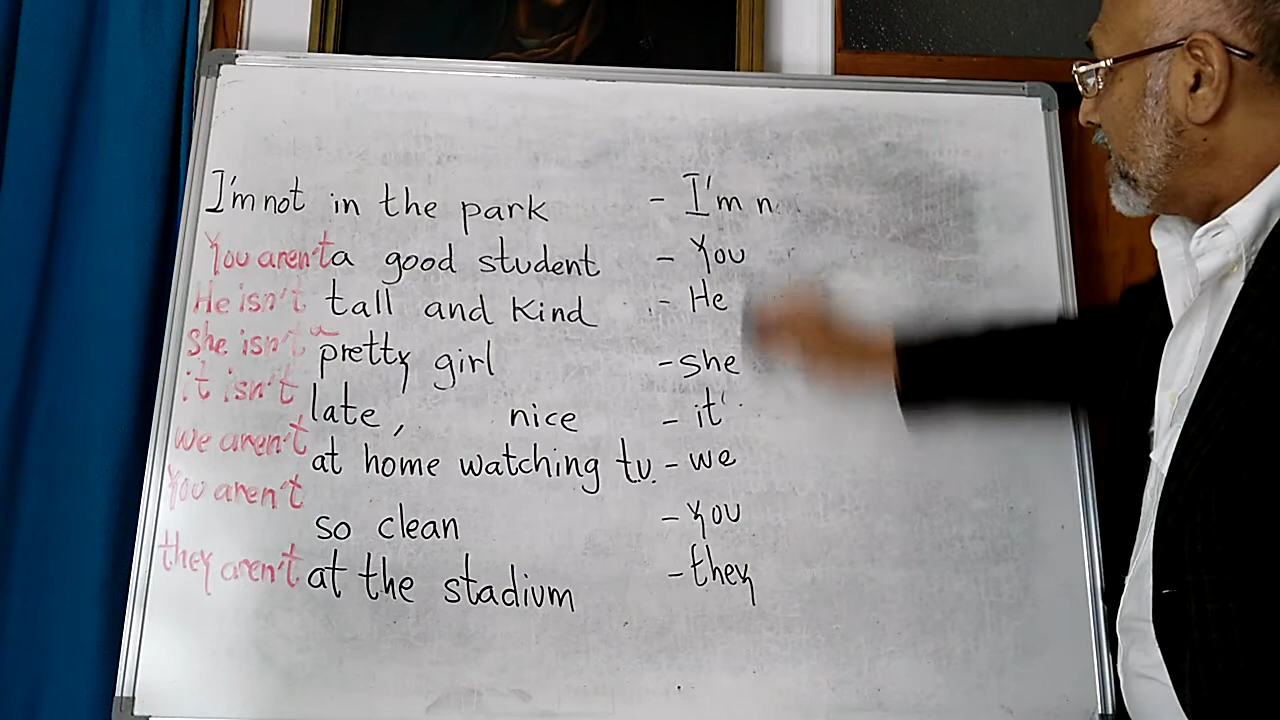 I'm not in the park - I'm n
You aren't a good student - You
He isn't tall and kind - He
she isn't a pretty girl - she
it isn't late, nice - it'
we aren't at home watching tv. - we
You aren't so clean - you
they aren't at the stadium - they